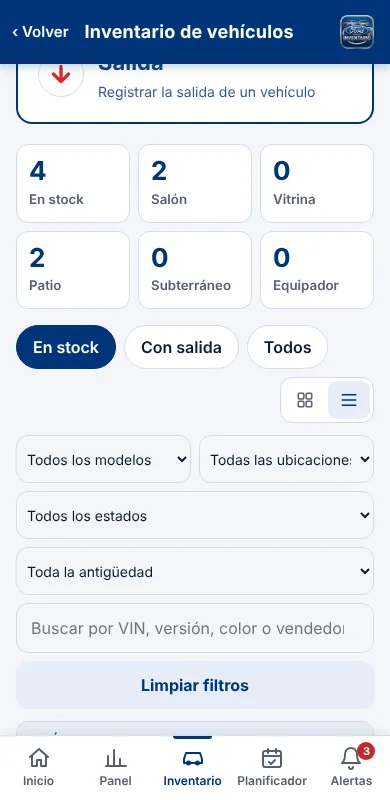 ‹ Volver Inventario de vehículos
Salida
Registrar la salida de un vehículo
4 2 0
En stock Salón Vitrina
2 0 0
Patio Subterráneo Equipador
En stock Con salida Todos
Todos los modelos Todas las ubicaciones
Todos los estados
Toda la antigüedad
Buscar por VIN, versión, color o vendedor
Limpiar filtros
3
Inicio Panel Inventario Planificador Alertas